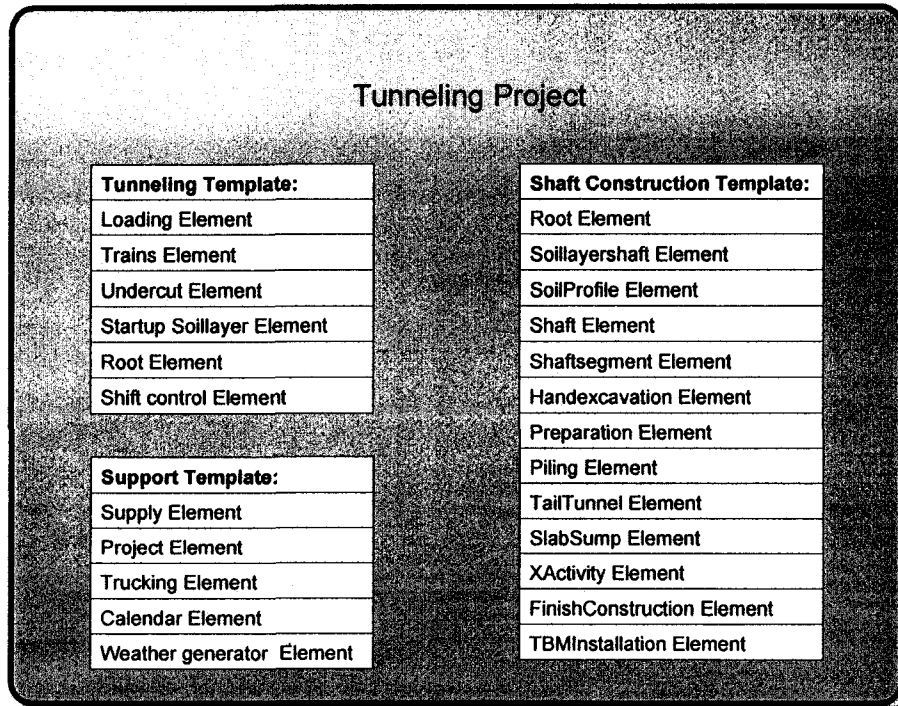 Tunneling Project
Tunneling Template:
Loading Element
Trains Element
Undercut Element
Startup Soillayer Element
Root Element
Shift control Element
Support Template:
Supply Element
Project Element
Trucking Element
Calendar Element
Weather generator Element
Shaft Construction Template:
Root Element
Soillayershaft Element
SoilProfile Element
Shaft Element
Shaftsegment Element
Handexcavation Element
Preparation Element
Piling Element
TailTunnel Element
SlabSump Element
XActivity Element
FinishConstruction Element
TBMInstallation Element